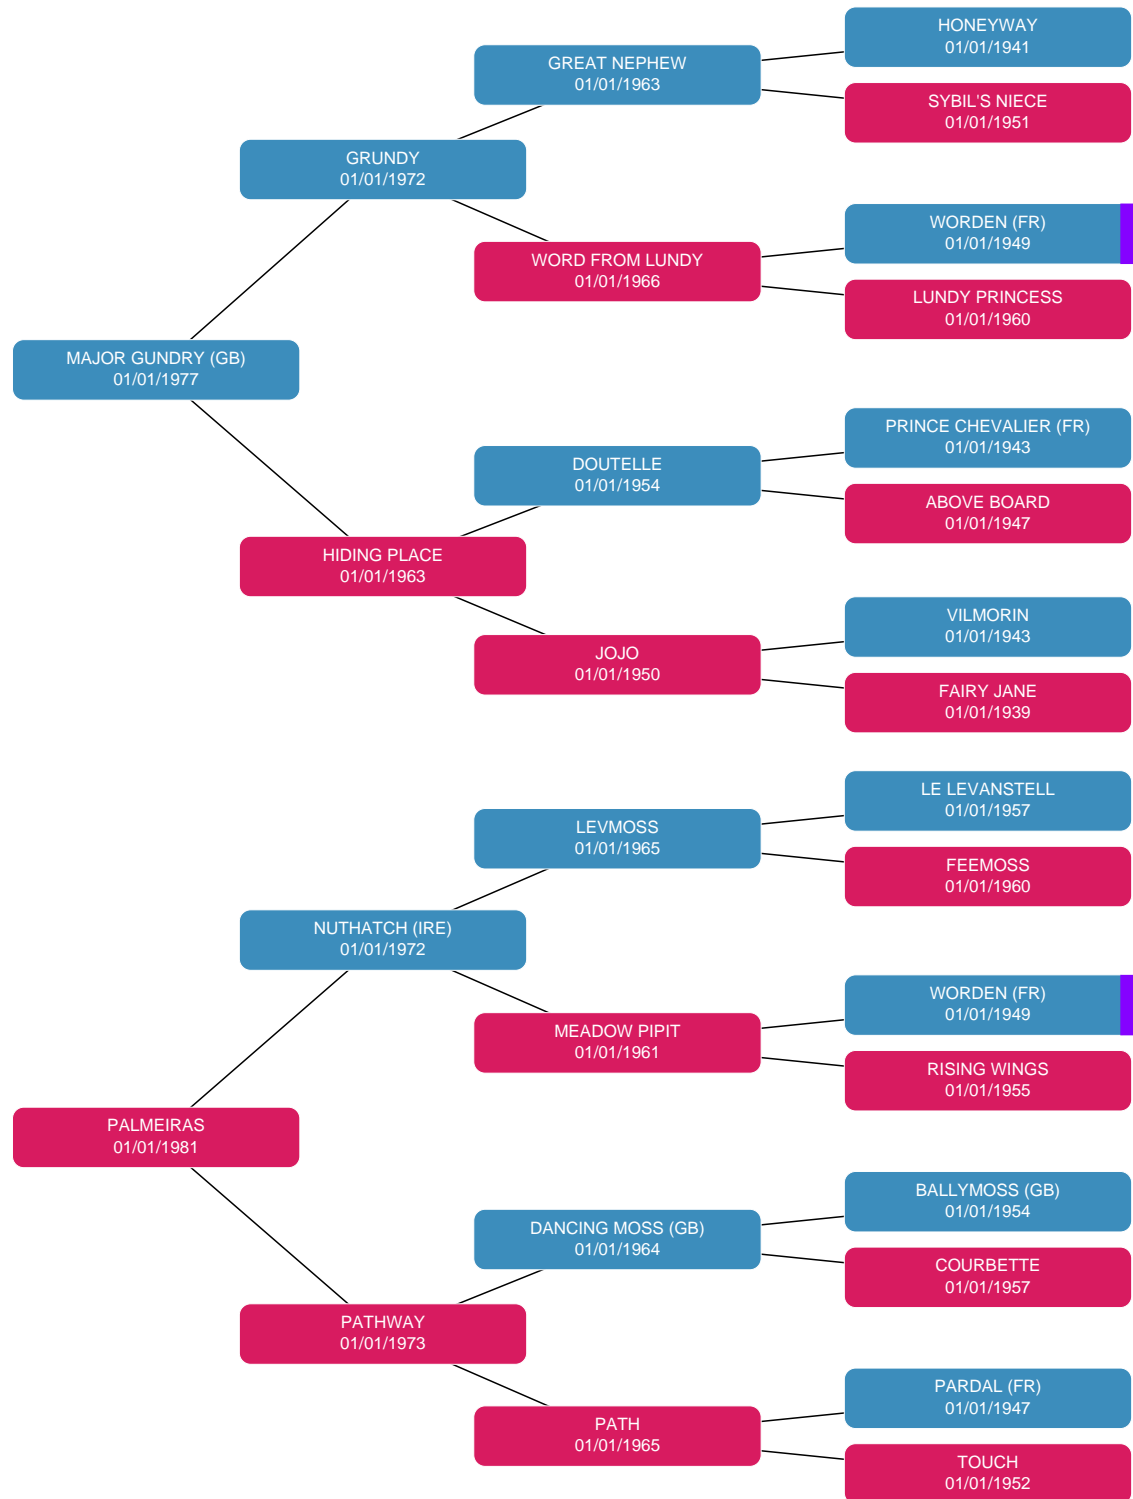 HONEYWAY
01/01/1941
GREAT NEPHEW
01/01/1963
SYBIL'S NIECE
01/01/1951
GRUNDY
01/01/1972
WORDEN (FR)
01/01/1949
WORD FROM LUNDY
01/01/1966
LUNDY PRINCESS
01/01/1960
MAJOR GUNDRY (GB)
01/01/1977
PRINCE CHEVALIER (FR)
01/01/1943
DOUTELLE
01/01/1954
ABOVE BOARD
01/01/1947
HIDING PLACE
01/01/1963
VILMORIN
01/01/1943
JOJO
01/01/1950
FAIRY JANE
01/01/1939
LE LEVANSTELL
01/01/1957
LEVMOSS
01/01/1965
FEEMOSS
01/01/1960
NUTHATCH (IRE)
01/01/1972
WORDEN (FR)
01/01/1949
MEADOW PIPIT
01/01/1961
RISING WINGS
01/01/1955
PALMEIRAS
01/01/1981
BALLYMOSS (GB)
01/01/1954
DANCING MOSS (GB)
01/01/1964
COURBETTE
01/01/1957
PATHWAY
01/01/1973
PARDAL (FR)
01/01/1947
PATH
01/01/1965
TOUCH
01/01/1952